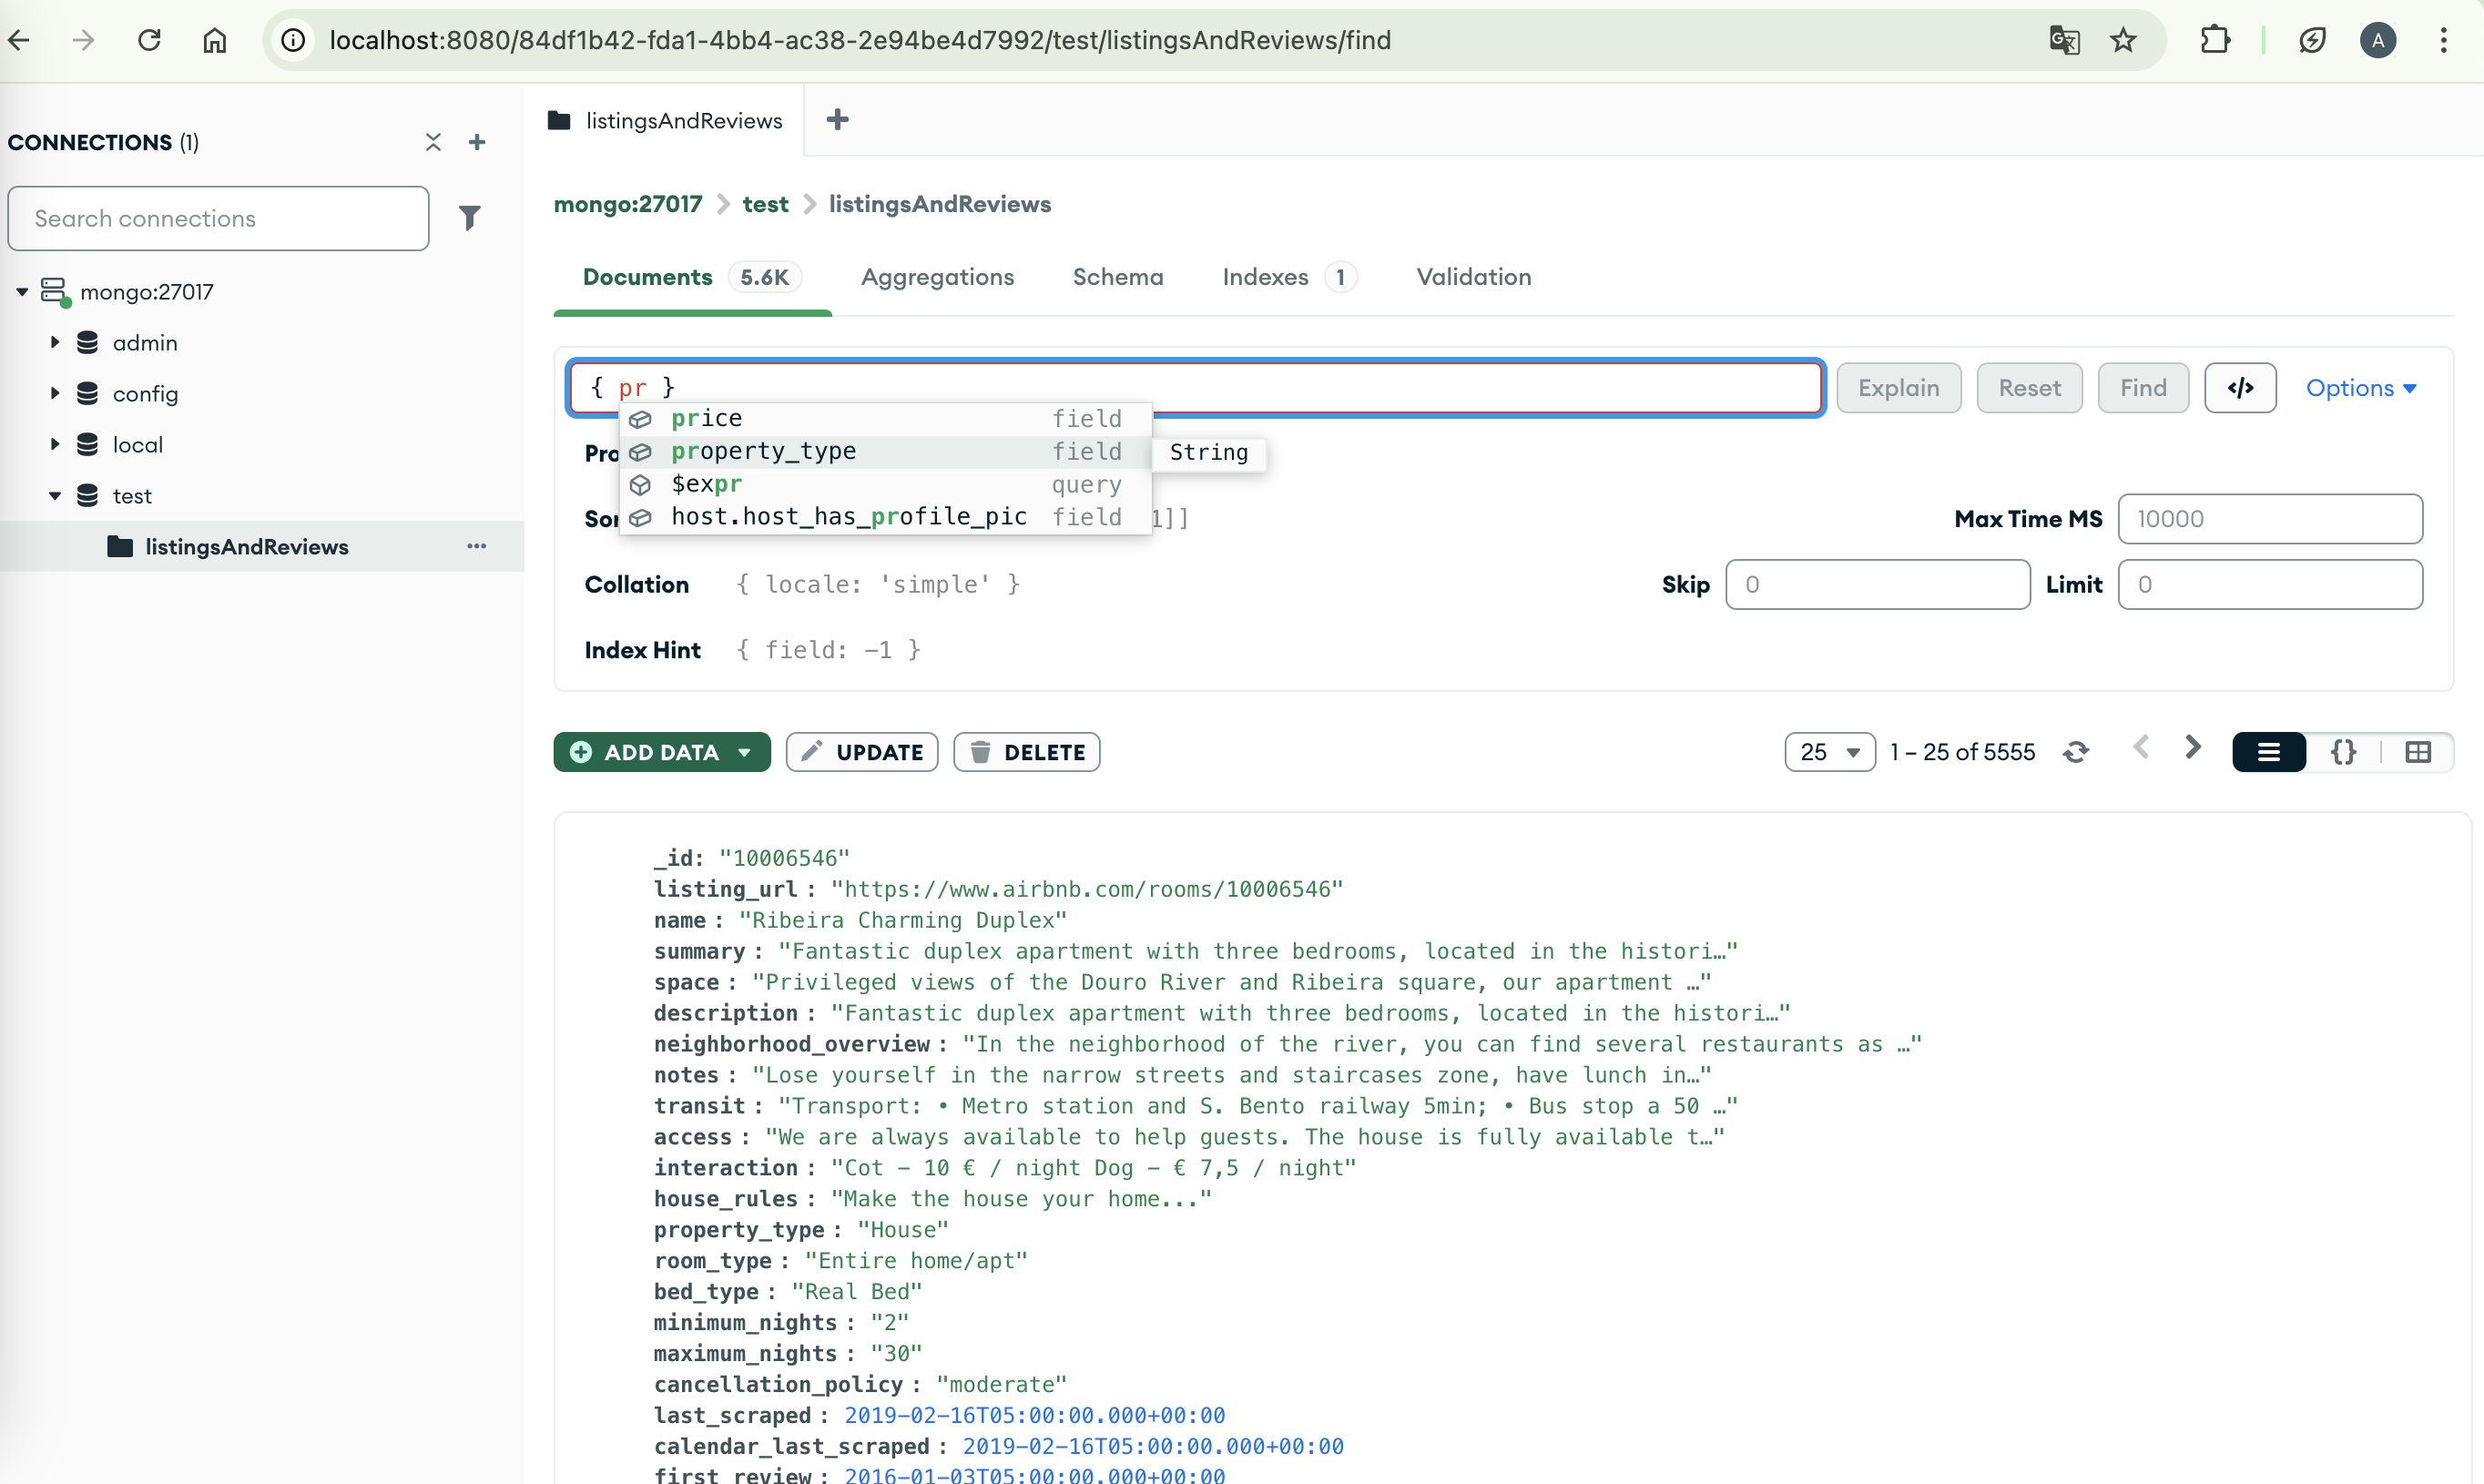 localhost:8080/84df1b42-fda1-4bb4-ac38-2e94be4d7992/test/listingsAndReviews/find
A
CONNECTIONS (1)
Search connections
mongo:27017
admin
config
local
test
listingsAndReviews
listingsAndReviews
mongo:27017 > test > listingsAndReviews
Documents 5.6K Aggregations Schema Indexes 1 Validation
{ pr }
Explain Reset Find </> Options
price field
property_type field String
$expr query
host.host_has_profile_pic field
Pro
Sor 1]]
Max Time MS 10000
Collation { locale: 'simple' }
Skip 0 Limit 0
Index Hint { field: -1 }
ADD DATA UPDATE DELETE
25 1 – 25 of 5555 {}
_id: "10006546"
listing_url : "https://www.airbnb.com/rooms/10006546"
name : "Ribeira Charming Duplex"
summary : "Fantastic duplex apartment with three bedrooms, located in the histori…"
space : "Privileged views of the Douro River and Ribeira square, our apartment …"
description : "Fantastic duplex apartment with three bedrooms, located in the histori…"
neighborhood_overview : "In the neighborhood of the river, you can find several restaurants as …"
notes : "Lose yourself in the narrow streets and staircases zone, have lunch in…"
transit : "Transport: • Metro station and S. Bento railway 5min; • Bus stop a 50 …"
access : "We are always available to help guests. The house is fully available t…"
interaction : "Cot - 10 € / night Dog - € 7,5 / night"
house_rules : "Make the house your home..."
property_type : "House"
room_type : "Entire home/apt"
bed_type : "Real Bed"
minimum_nights : "2"
maximum_nights : "30"
cancellation_policy : "moderate"
last_scraped : 2019-02-16T05:00:00.000+00:00
calendar_last_scraped : 2019-02-16T05:00:00.000+00:00
first_review : 2016-01-03T05:00:00.000+00:00